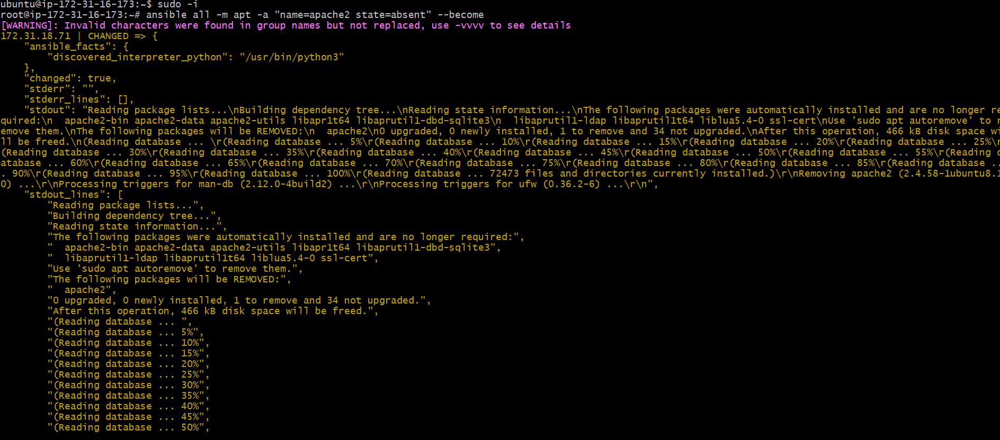 ubuntu@ip-172-31-16-173:~$ sudo -i
root@ip-172-31-16-173:~# ansible all -m apt -a "name=apache2 state=absent" --become
[WARNING]: Invalid characters were found in group names but not replaced, use -vvvv to see details
172.31.18.71 | CHANGED => {
    "ansible_facts": {
        "discovered_interpreter_python": "/usr/bin/python3"
    },
    "changed": true,
    "stderr": "",
    "stderr_lines": [],
    "stdout": "Reading package lists...\nBuilding dependency tree...\nReading state information...\nThe following packages were automatically installed and are no longer re
quired:\n  apache2-bin apache2-data apache2-utils libapr1t64 libaprutil1-dbd-sqlite3\n  libaprutil1-ldap libaprutil1t64 liblua5.4-0 ssl-cert\nUse 'sudo apt autoremove' to r
emove them.\nThe following packages will be REMOVED:\n  apache2\n0 upgraded, 0 newly installed, 1 to remove and 34 not upgraded.\nAfter this operation, 466 kB disk space wi
ll be freed.\n(Reading database ... \r(Reading database ... 5%\r(Reading database ... 10%\r(Reading database ... 15%\r(Reading database ... 20%\r(Reading database ... 25%\r
(Reading database ... 30%\r(Reading database ... 35%\r(Reading database ... 40%\r(Reading database ... 45%\r(Reading database ... 50%\r(Reading database ... 55%\r(Reading d
atabase ... 60%\r(Reading database ... 65%\r(Reading database ... 70%\r(Reading database ... 75%\r(Reading database ... 80%\r(Reading database ... 85%\r(Reading database ..
. 90%\r(Reading database ... 95%\r(Reading database ... 100%\r(Reading database ... 72473 files and directories currently installed.)\r\nRemoving apache2 (2.4.58-1ubuntu8.1
0) ...\r\nProcessing triggers for man-db (2.12.0-4build2) ...\r\nProcessing triggers for ufw (0.36.2-6) ...\r\n",
    "stdout_lines": [
        "Reading package lists...",
        "Building dependency tree...",
        "Reading state information...",
        "The following packages were automatically installed and are no longer required:",
        "  apache2-bin apache2-data apache2-utils libapr1t64 libaprutil1-dbd-sqlite3",
        "  libaprutil1-ldap libaprutil1t64 liblua5.4-0 ssl-cert",
        "Use 'sudo apt autoremove' to remove them.",
        "The following packages will be REMOVED:",
        "  apache2",
        "0 upgraded, 0 newly installed, 1 to remove and 34 not upgraded.",
        "After this operation, 466 kB disk space will be freed.",
        "(Reading database ... ",
        "(Reading database ... 5%",
        "(Reading database ... 10%",
        "(Reading database ... 15%",
        "(Reading database ... 20%",
        "(Reading database ... 25%",
        "(Reading database ... 30%",
        "(Reading database ... 35%",
        "(Reading database ... 40%",
        "(Reading database ... 45%",
        "(Reading database ... 50%",